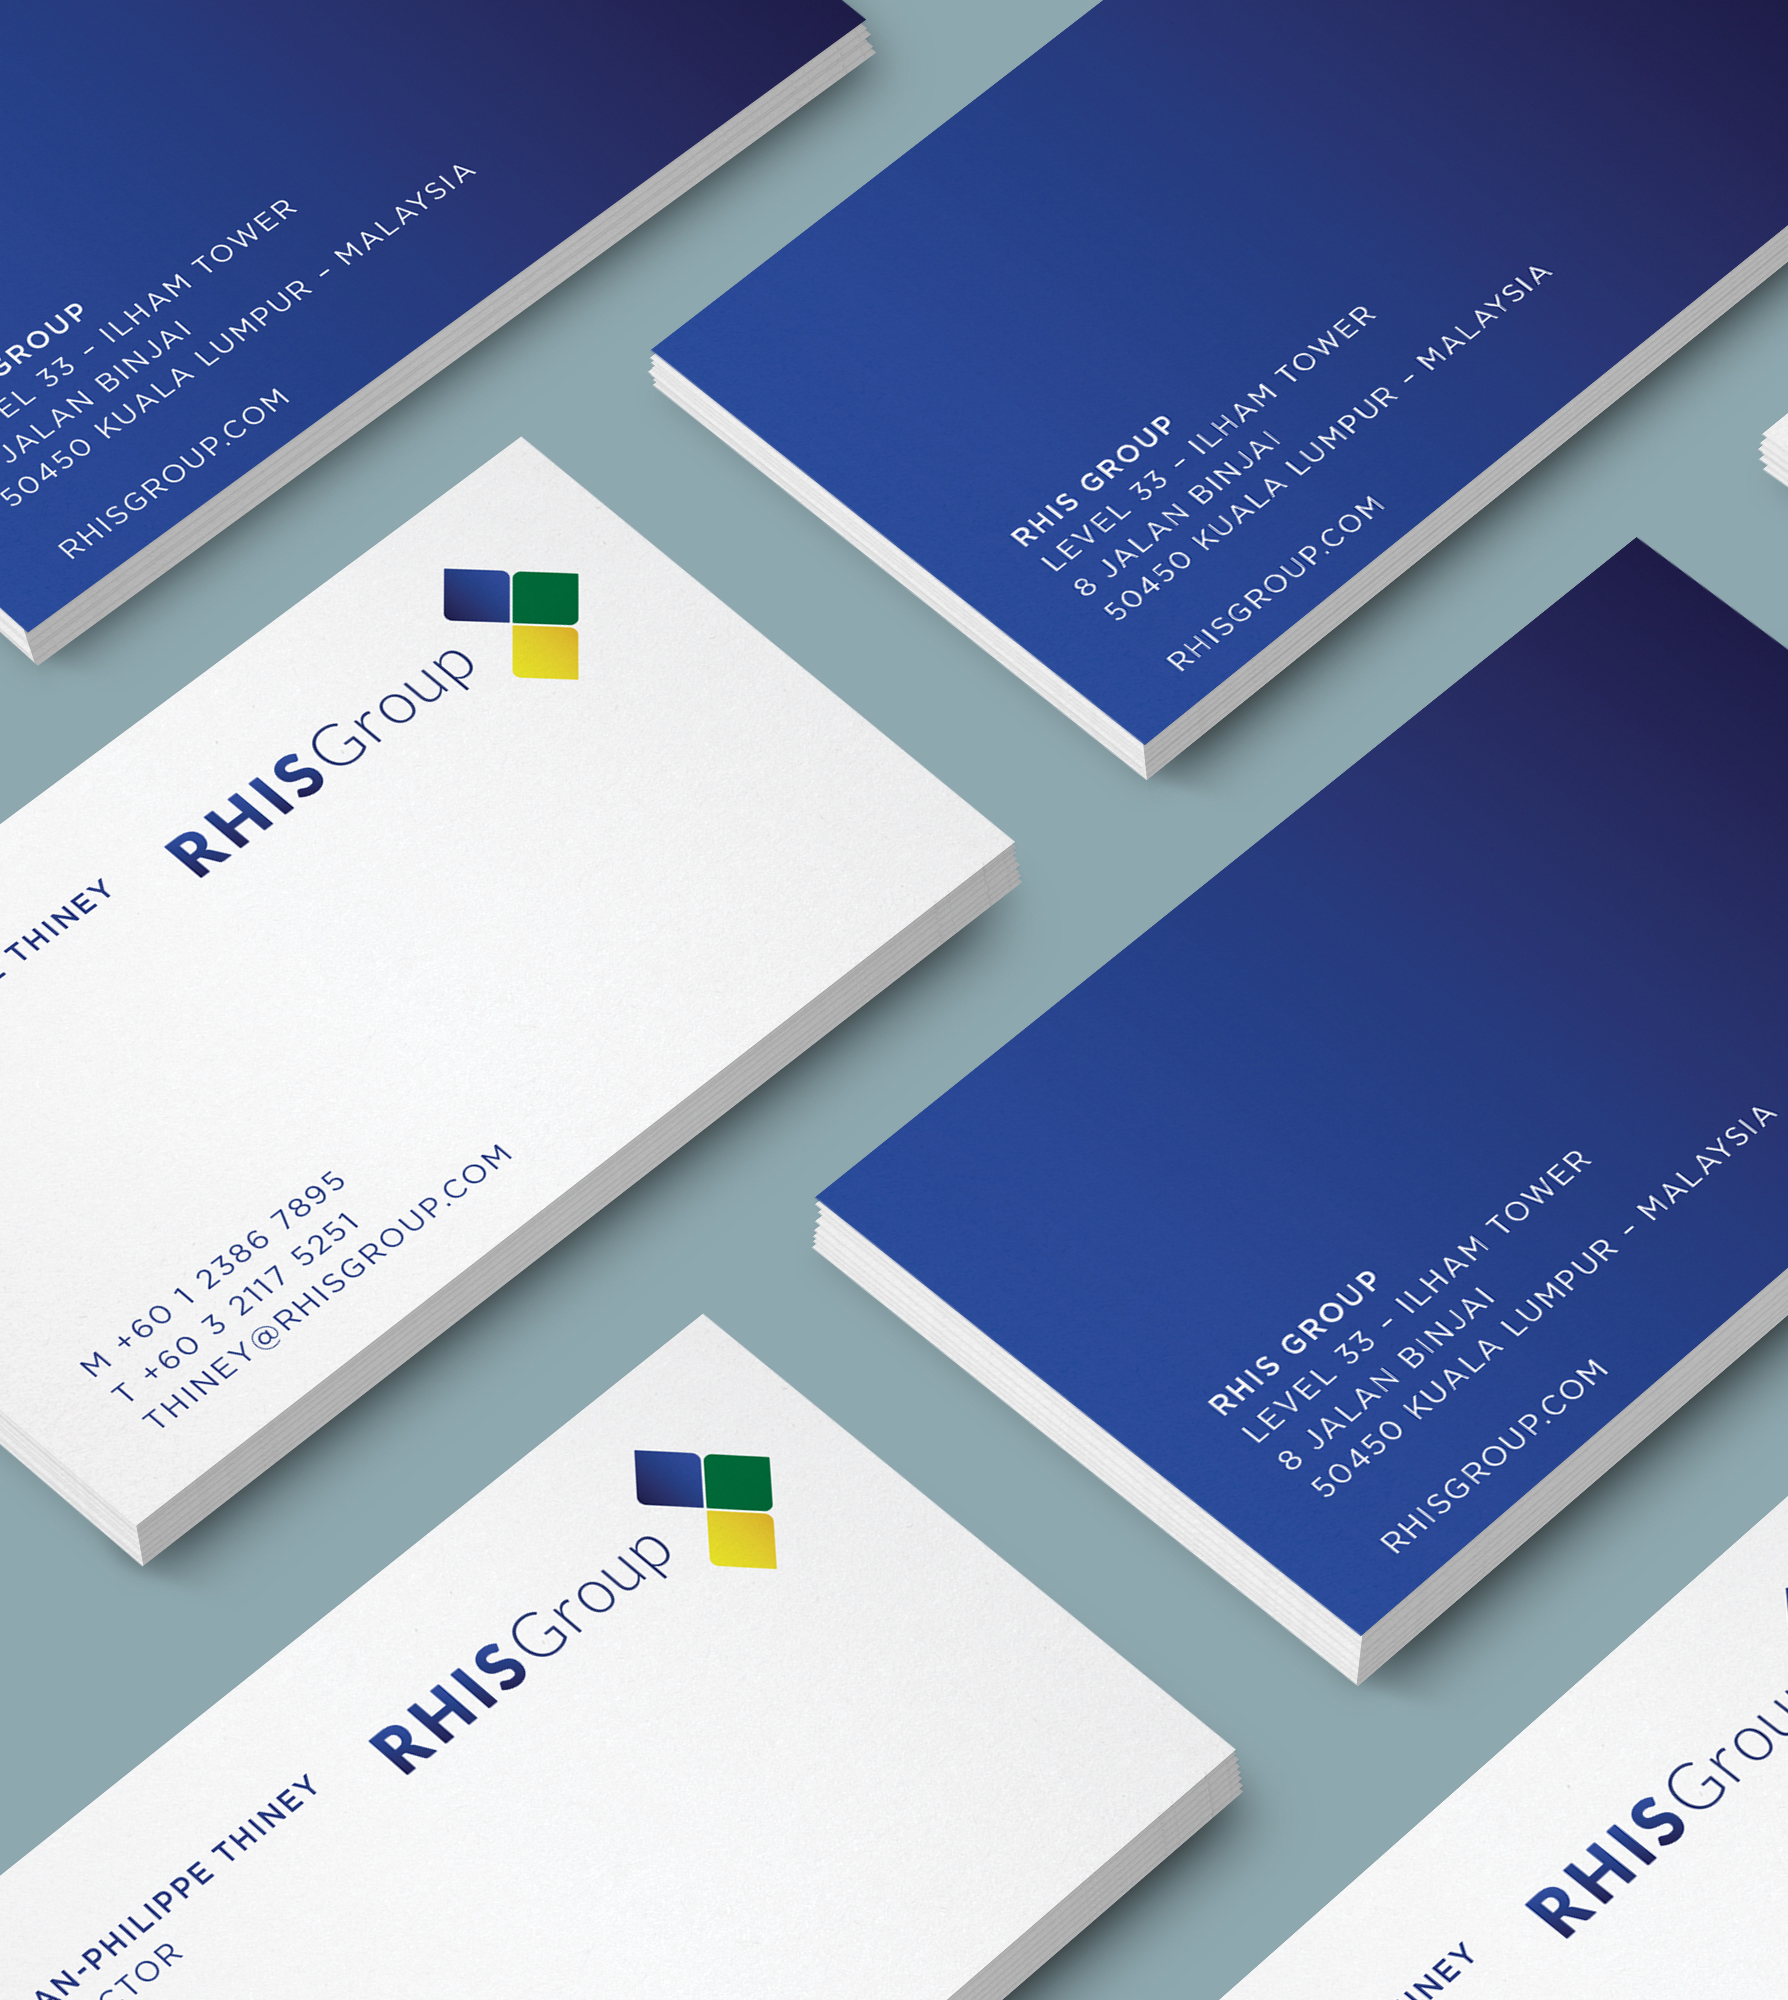 GROUP
33 – ILHAM TOWER
JALAN BINJAI
50450 KUALA LUMPUR – MALAYSIA
RHISGROUP.COM
RHIS GROUP
LEVEL 33 – ILHAM TOWER
8 JALAN BINJAI
50450 KUALA LUMPUR – MALAYSIA
RHISGROUP.COM
RHISGroup
THINEY
M +60 1 2386 7895
T +60 3 2117 5251
THINEY@RHISGROUP.COM
RHIS GROUP
LEVEL 33 – ILHAM TOWER
8 JALAN BINJAI
50450 KUALA LUMPUR – MALAYSIA
RHISGROUP.COM
RHISGroup
AN-PHILIPPE THINEY
CTOR
RHISGrou
INEY